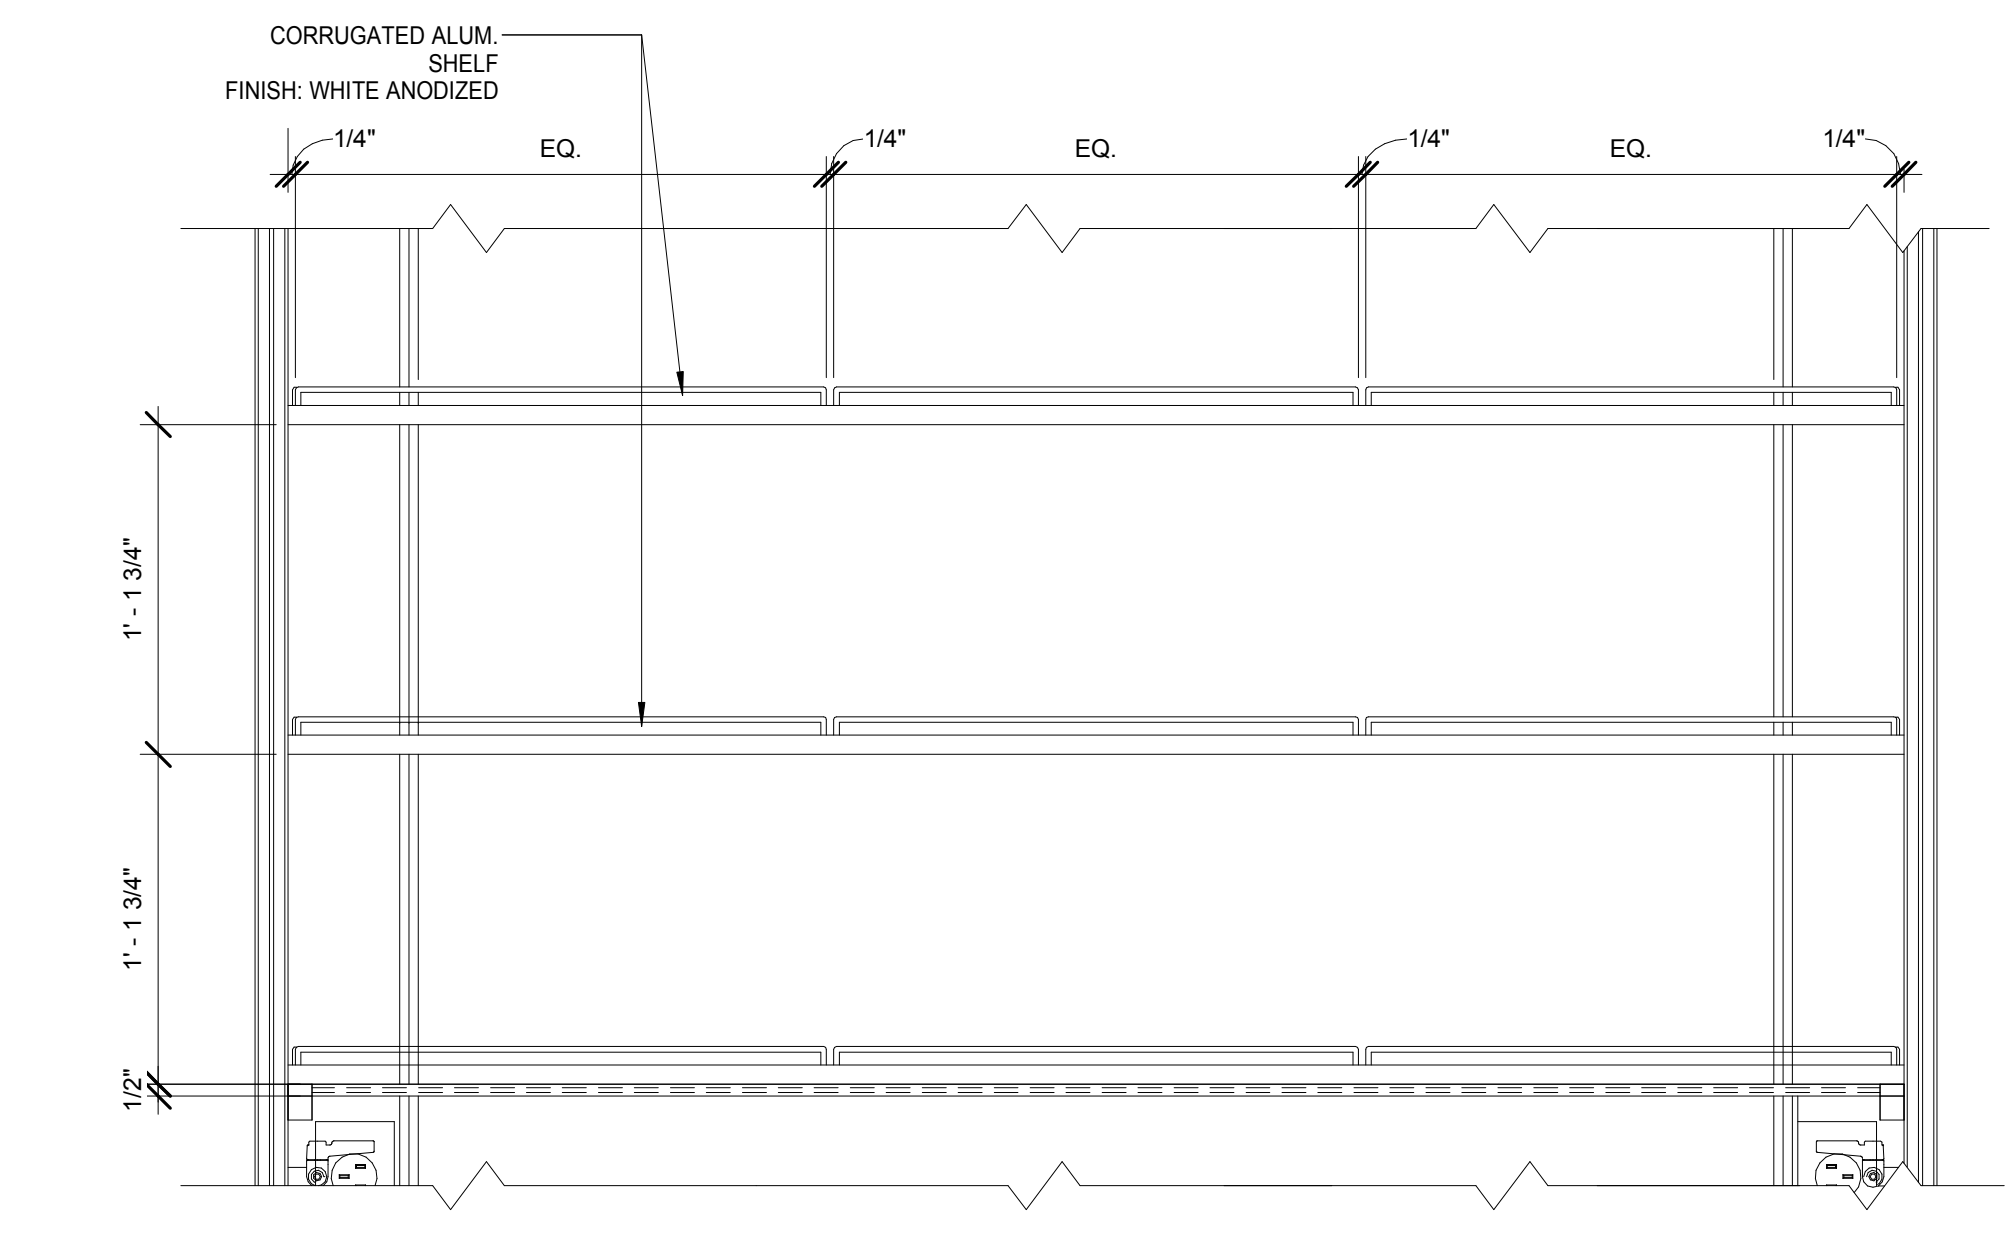 CORRUGATED ALUM.
SHELF
FINISH: WHITE ANODIZED
1/4"
EQ.
1/4"
EQ.
1/4"
EQ.
1/4"
1' - 1 3/4"
1' - 1 3/4"
1/2"